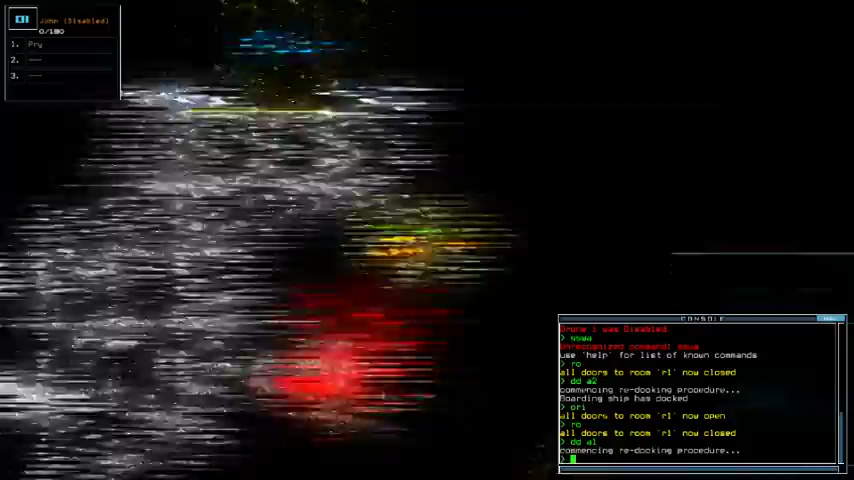 John (Disabled)
0/180
1. Pry
2. ---
3. ---
CONSOLE
Drone 1 was Disabled
> sswa
Unrecognized command: sswa
use 'help' for list of known commands
> ro
all doors to room 'r1' now closed
> dd a2
commencing re-docking procedure...
Boarding ship has docked
> ori
all doors to room 'r1' now open
> ro
all doors to room 'r1' now closed
> dd a1
commencing re-docking procedure...
>